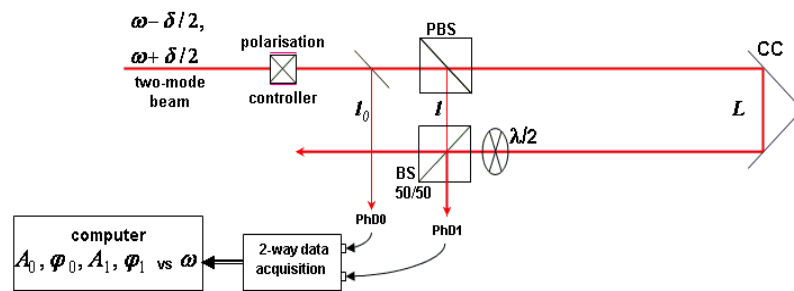 ω− δ/2,
ω+ δ/2
two-mode
beam
polarisation
controller
PBS
CC
l₀
l
L
λ/2
BS
50/50
PhD0
PhD1
computer
A₀, φ₀, A₁, φ₁ vs ω
2-way data
acquisition